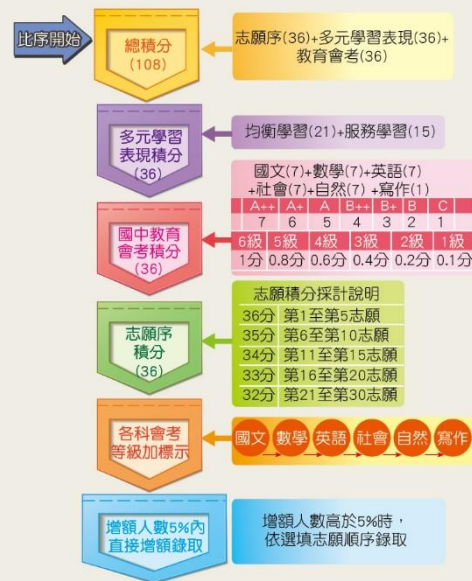 比序開始
總積分
(108)
志願序(36)+多元學習表現(36)+
教育會考(36)
多元學習
表現積分
(36)
均衡學習(21)+服務學習(15)
國中教育
會考積分
(36)
國文(7)+數學(7)+英語(7)
+社會(7)+自然(7)+寫作(1)
A++ A+ A B++ B+ B C
7 6 5 4 3 2 1
6級 5級 4級 3級 2級 1級
1分 0.8分 0.6分 0.4分 0.2分 0.1分
志願序
積分
(36)
志願積分採計說明
36分 第1至第5志願
35分 第6至第10志願
34分 第11至第15志願
33分 第16至第20志願
32分 第21至第30志願
各科會考
等級加標示
國文 數學 英語 社會 自然 寫作
增額人數5%內
直接增額錄取
增額人數高於5%時，
依選填志願順序錄取